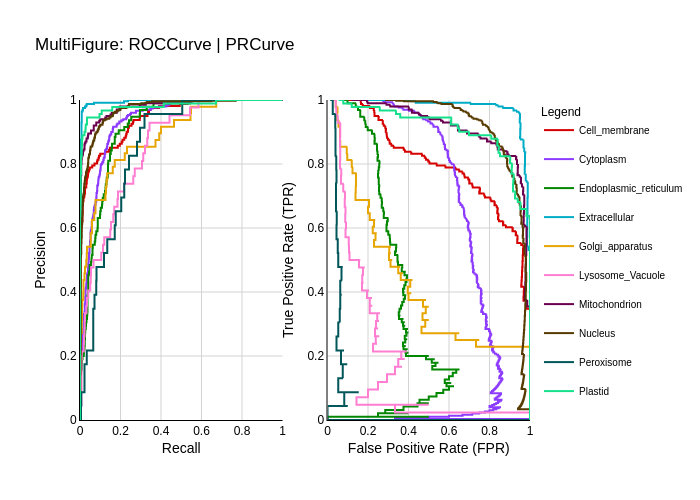 MultiFigure: ROCCurve | PRCurve
Precision
1
0.8
0.6
0.4
0.2
0
0 0.2 0.4 0.6 0.8 1
Recall
True Positive Rate (TPR)
1
0.8
0.6
0.4
0.2
0
0 0.2 0.4 0.6 0.8 1
False Positive Rate (FPR)
Legend
Cell_membrane
Cytoplasm
Endoplasmic_reticulum
Extracellular
Golgi_apparatus
Lysosome_Vacuole
Mitochondrion
Nucleus
Peroxisome
Plastid